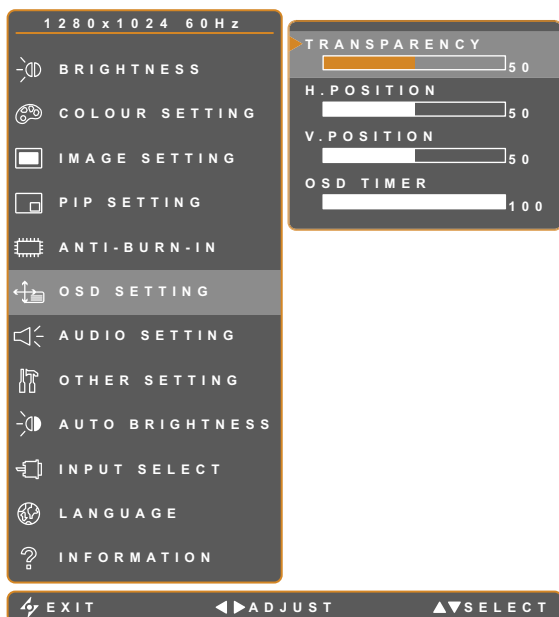 1280x1024 60Hz
BRIGHTNESS
COLOUR SETTING
IMAGE SETTING
PIP SETTING
ANTI-BURN-IN
OSD SETTING
AUDIO SETTING
OTHER SETTING
AUTO BRIGHTNESS
INPUT SELECT
LANGUAGE
INFORMATION
TRANSPARENCY
50
H.POSITION
50
V.POSITION
50
OSD TIMER
100
EXIT ADJUST SELECT